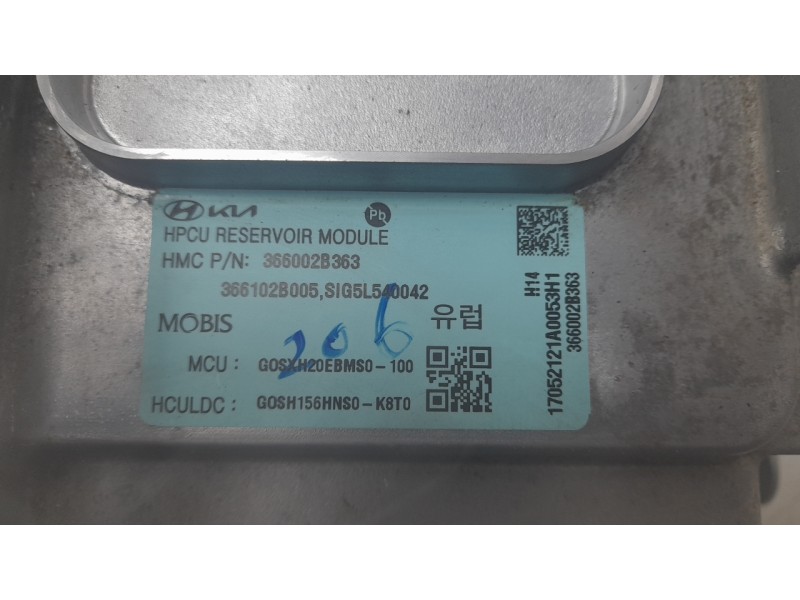 HYUNDAI KIA Pb
HPCU RESERVOIR MODULE
HMC P/N: 366002B363
366102B005,SIG5L540042
MOBIS 유럽
206
MCU : GOSXH20EBMS0-100
HCULDC : GOSH156HNS0-K8T0
H14
17052121A0053H1
366002B363